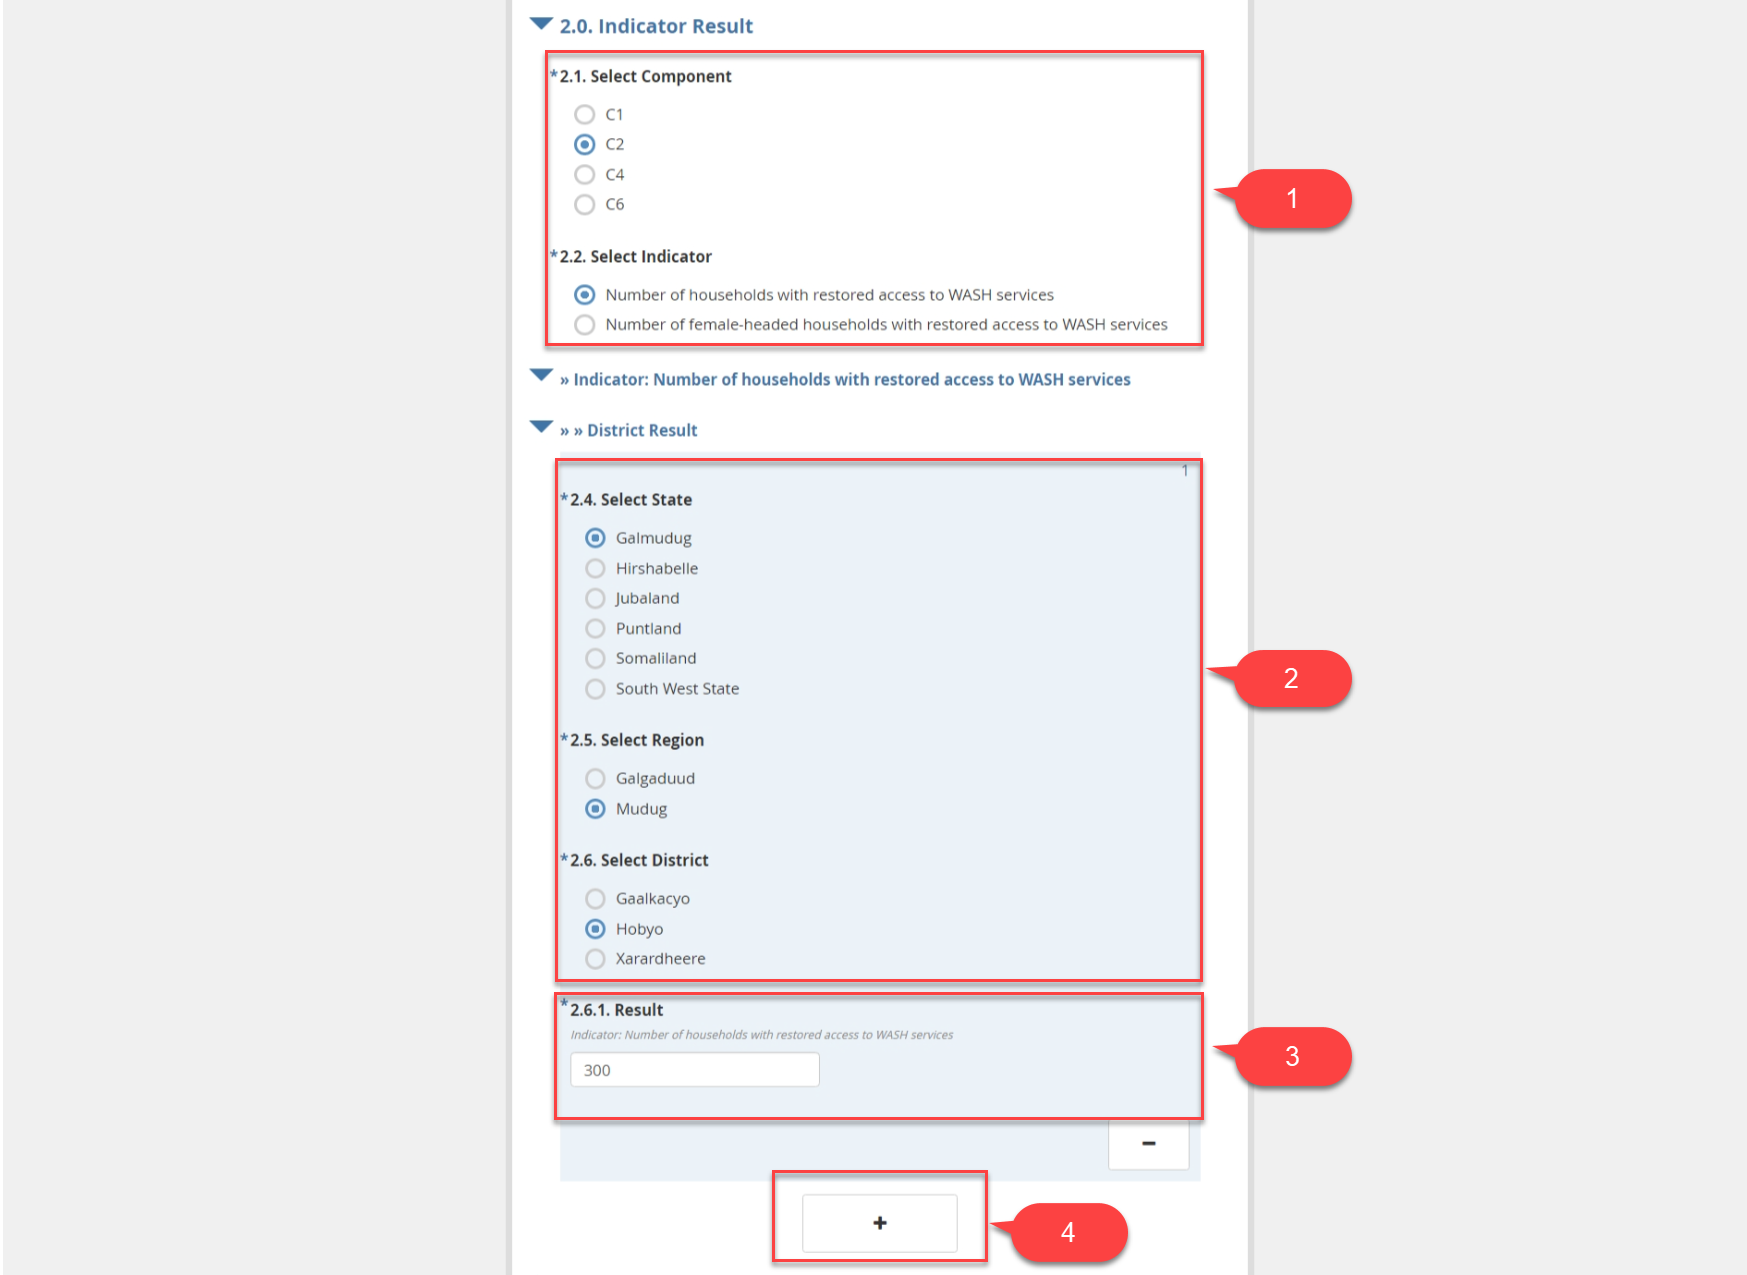 2.0. Indicator Result
*2.1. Select Component
C1
C2
C4
C6
1
*2.2. Select Indicator
Number of households with restored access to WASH services
Number of female-headed households with restored access to WASH services
» Indicator: Number of households with restored access to WASH services
» » District Result
1
*2.4. Select State
Galmudug
Hirshabelle
Jubaland
Puntland
Somaliland
2
South West State
*2.5. Select Region
Galgaduud
Mudug
*2.6. Select District
Gaalkacyo
Hobyo
Xarardheere
*2.6.1. Result
Indicator: Number of households with restored access to WASH services
3
300
-
+
4